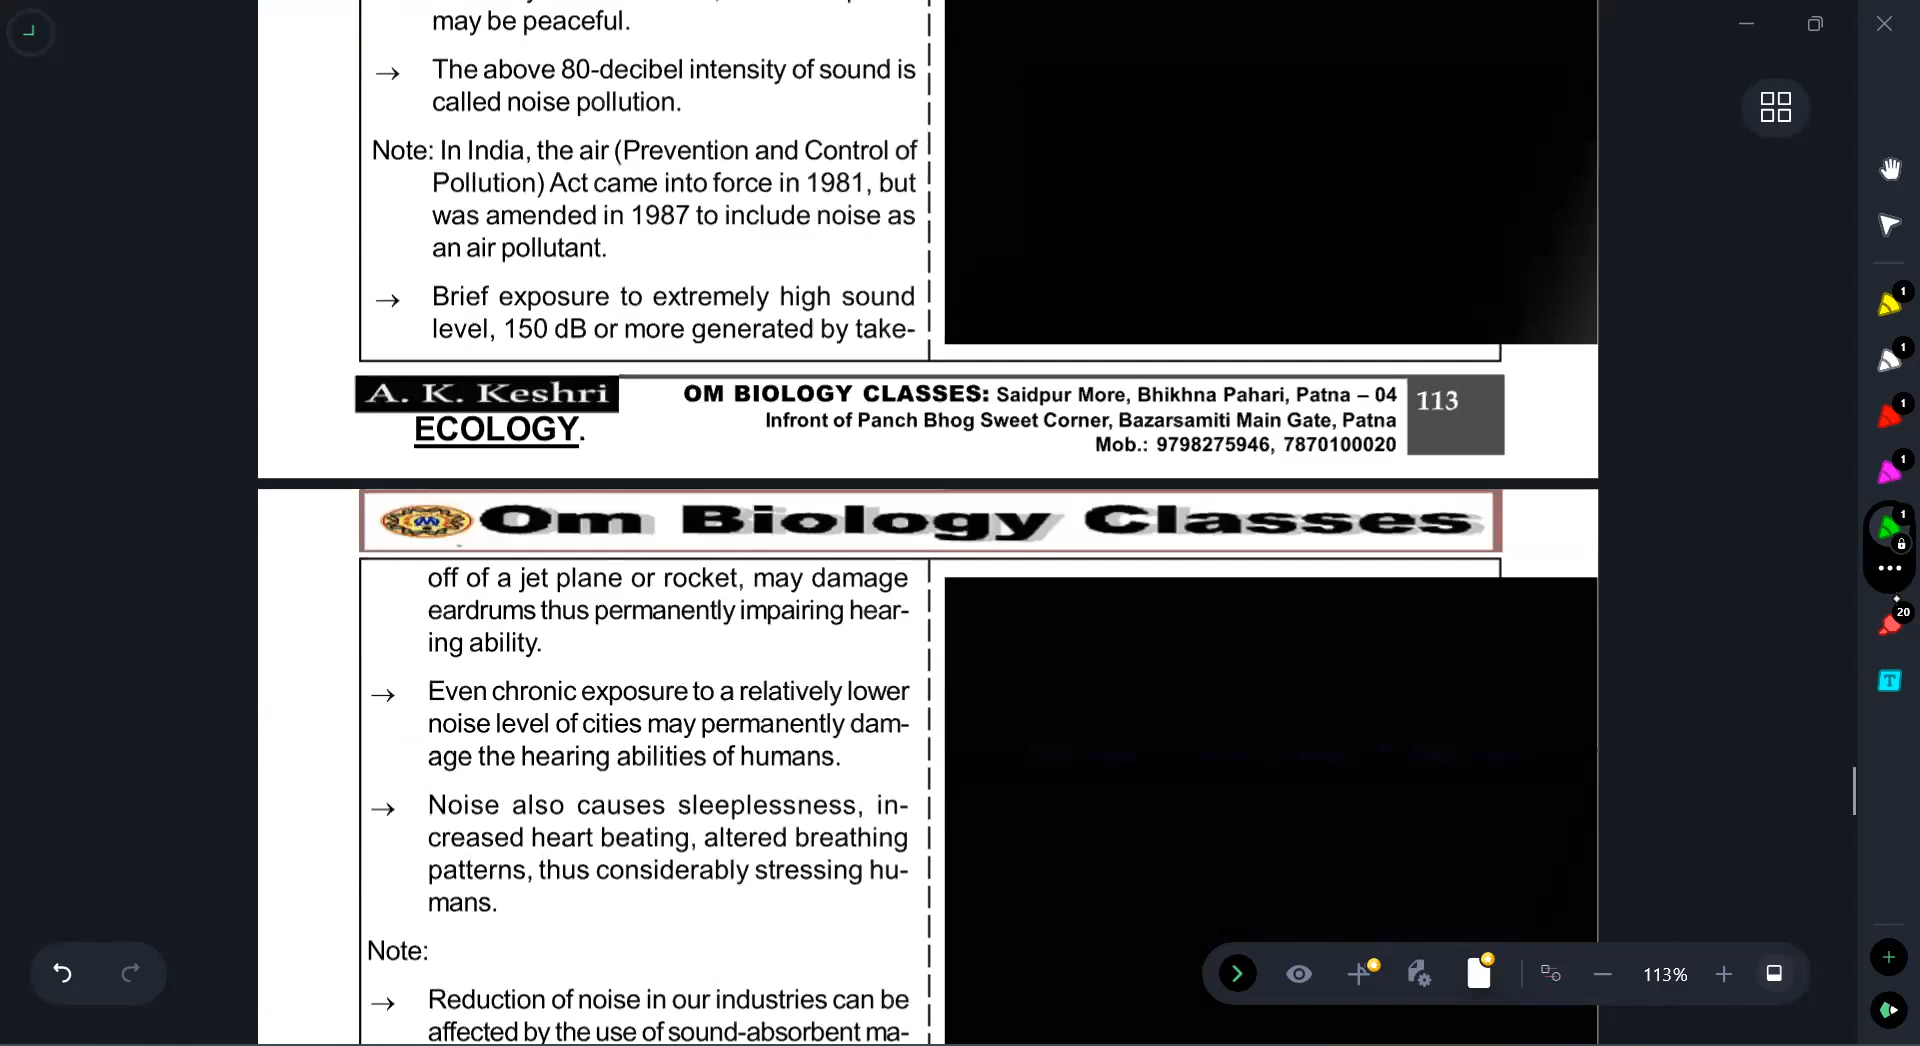 may be peaceful.
→ The above 80-decibel intensity of sound is
called noise pollution.
Note: In India, the air (Prevention and Control of
Pollution) Act came into force in 1981, but
was amended in 1987 to include noise as
an air pollutant.
→ Brief exposure to extremely high sound
level, 150 dB or more generated by take-
A. K. Keshri
ECOLOGY.
OM BIOLOGY CLASSES: Saidpur More, Bhikhna Pahari, Patna – 04
Infront of Panch Bhog Sweet Corner, Bazarsamiti Main Gate, Patna
Mob.: 9798275946, 7870100020
113
Om Biology Classes
off of a jet plane or rocket, may damage
eardrums thus permanently impairing hear-
ing ability.
→ Even chronic exposure to a relatively lower
noise level of cities may permanently dam-
age the hearing abilities of humans.
→ Noise also causes sleeplessness, in-
creased heart beating, altered breathing
patterns, thus considerably stressing hu-
mans.
Note:
→ Reduction of noise in our industries can be
affected by the use of sound-absorbent ma-
1
1
1
1
1
20
T
113%